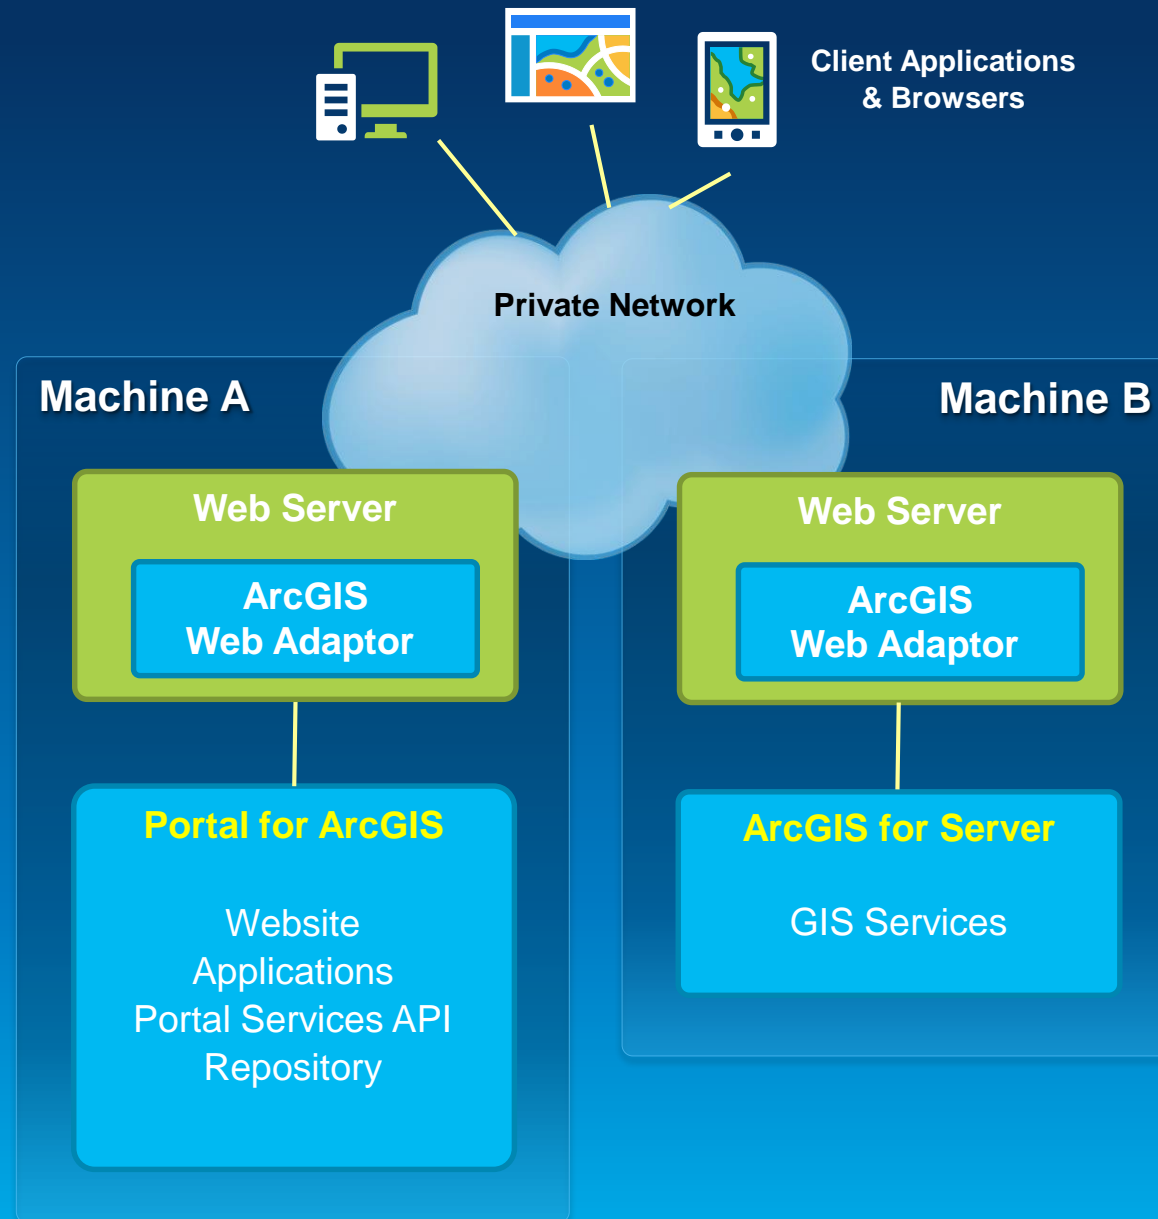 Client Applications
& Browsers
Private Network
Machine A
Machine B
Web Server
ArcGIS
Web Adaptor
Web Server
ArcGIS
Web Adaptor
Portal for ArcGIS
Website
Applications
Portal Services API
Repository
ArcGIS for Server
GIS Services